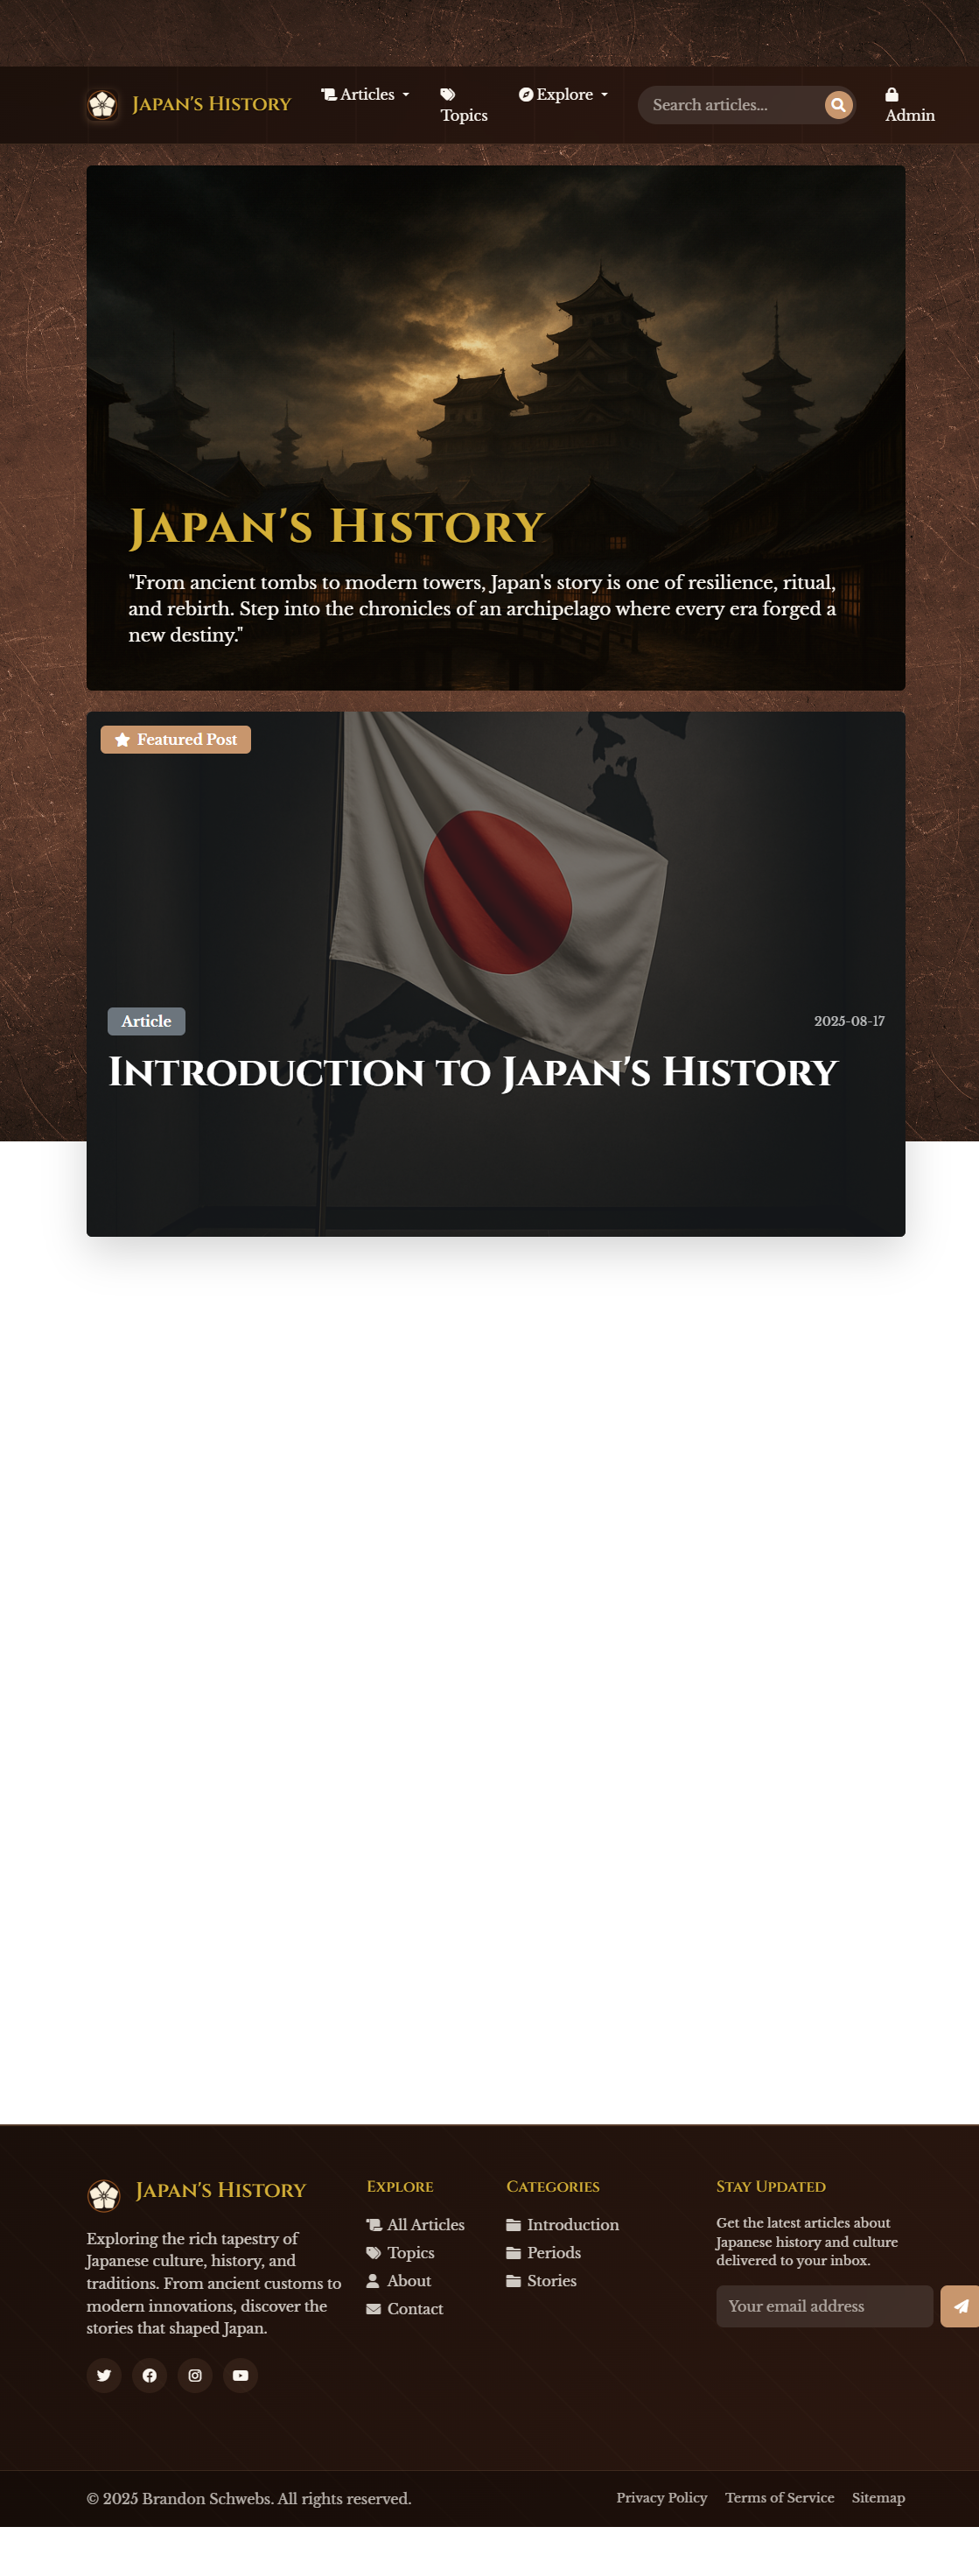 Japan's History
Articles
Topics
Explore
Search articles...
Admin
Japan's History
"From ancient tombs to modern towers, Japan's story is one of resilience, ritual,
and rebirth. Step into the chronicles of an archipelago where every era forged a
new destiny."
Featured Post
Article
2025-08-17
Introduction to Japan's History
Japan's History
Exploring the rich tapestry of
Japanese culture, history, and
traditions. From ancient customs to
modern innovations, discover the
stories that shaped Japan.
Explore
All Articles
Topics
About
Contact
Categories
Introduction
Periods
Stories
Stay Updated
Get the latest articles about
Japanese history and culture
delivered to your inbox.
Your email address
© 2025 Brandon Schwebs. All rights reserved.
Privacy Policy
Terms of Service
Sitemap